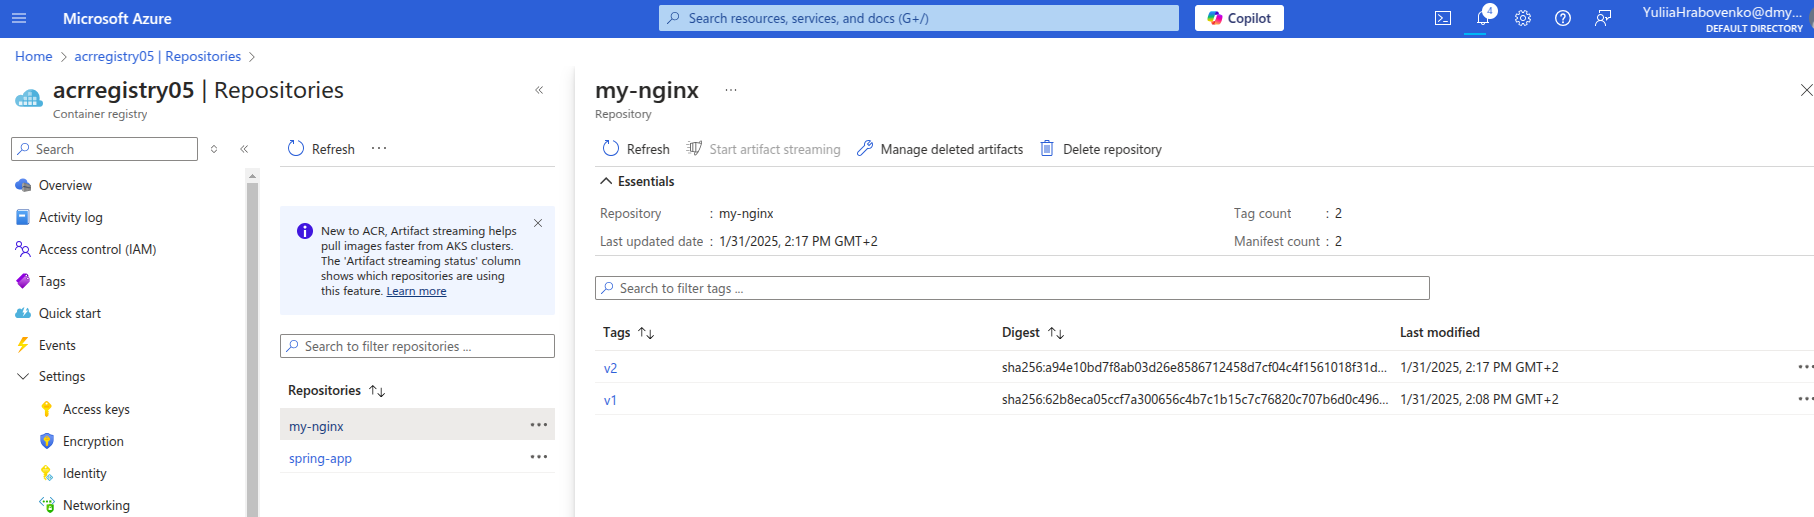 Microsoft Azure
Search resources, services, and docs (G+/)
Copilot
4
YuliiaHrabovenko@dmy...
DEFAULT DIRECTORY
Home > acrregistry05 | Repositories >
acrregistry05 | Repositories
Container registry
Search
Overview
Activity log
Access control (IAM)
Tags
Quick start
Events
Settings
Access keys
Encryption
Identity
Networking
Refresh ...
New to ACR, Artifact streaming helps
pull images faster from AKS clusters.
The 'Artifact streaming status' column
shows which repositories are using
this feature. Learn more
Search to filter repositories ...
Repositories
my-nginx
spring-app
my-nginx ...
Repository
Refresh Start artifact streaming Manage deleted artifacts Delete repository
Essentials
Repository : my-nginx
Tag count : 2
Last updated date : 1/31/2025, 2:17 PM GMT+2
Manifest count : 2
Search to filter tags ...
Tags Digest Last modified
v2 sha256:a94e10bd7f8ab03d26e8586712458d7cf04c4f1561018f31d... 1/31/2025, 2:17 PM GMT+2
v1 sha256:62b8eca05ccf7a300656c4b7c1b15c7c76820c707b6d0c496... 1/31/2025, 2:08 PM GMT+2